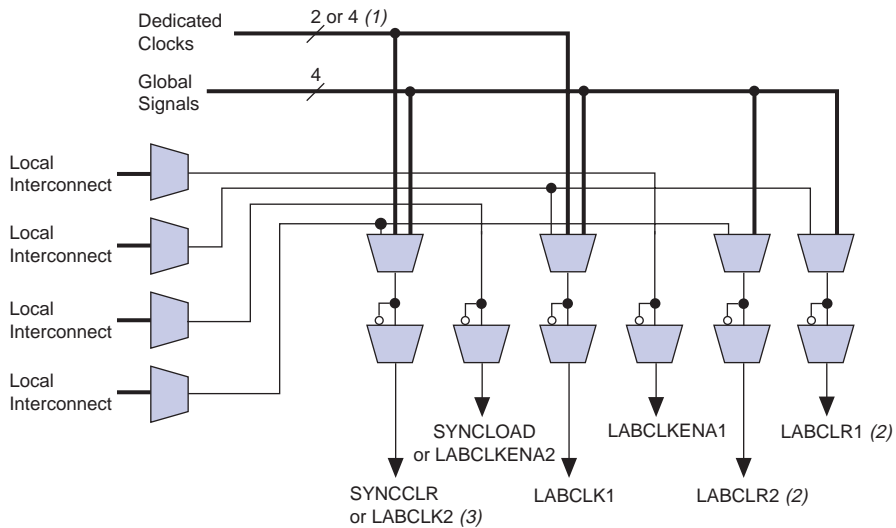 Dedicated
Clocks
2 or 4 (1)
Global
Signals
4
Local
Interconnect
Local
Interconnect
Local
Interconnect
Local
Interconnect
SYNCLOAD
or LABCLKENA2
LABCLKENA1
LABCLR1 (2)
SYNCCLR
or LABCLK2 (3)
LABCLK1
LABCLR2 (2)